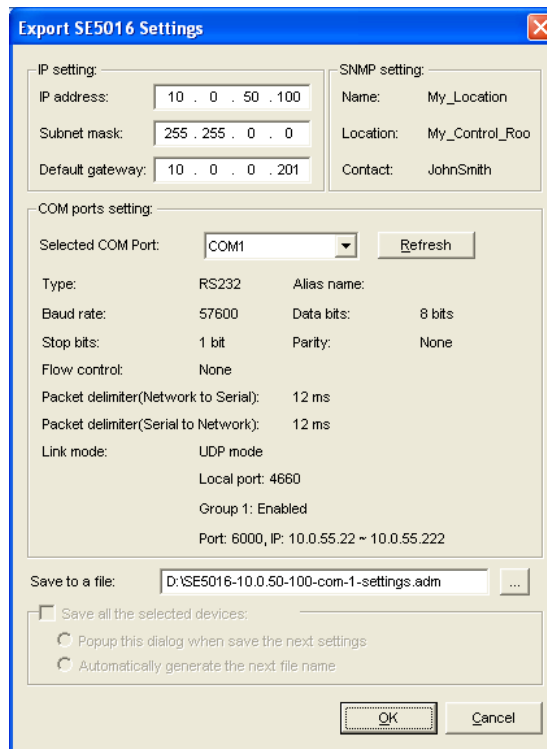 Export SE5016 Settings
IP setting:
IP address: 10 . 0 . 50 . 100
Subnet mask: 255 . 255 . 0 . 0
Default gateway: 10 . 0 . 0 . 201
SNMP setting:
Name: My_Location
Location: My_Control_Roo
Contact: JohnSmith
COM ports setting:
Selected COM Port: COM1 Refresh
Type: RS232 Alias name:
Baud rate: 57600 Data bits: 8 bits
Stop bits: 1 bit Parity: None
Flow control: None
Packet delimiter(Network to Serial): 12 ms
Packet delimiter(Serial to Network): 12 ms
Link mode: UDP mode
Local port: 4660
Group 1: Enabled
Port: 6000, IP: 10.0.55.22 ~ 10.0.55.222
Save to a file: D:\SE5016-10.0.50-100-com-1-settings.adm ...
Save all the selected devices:
Popup this dialog when save the next settings
Automatically generate the next file name
OK Cancel